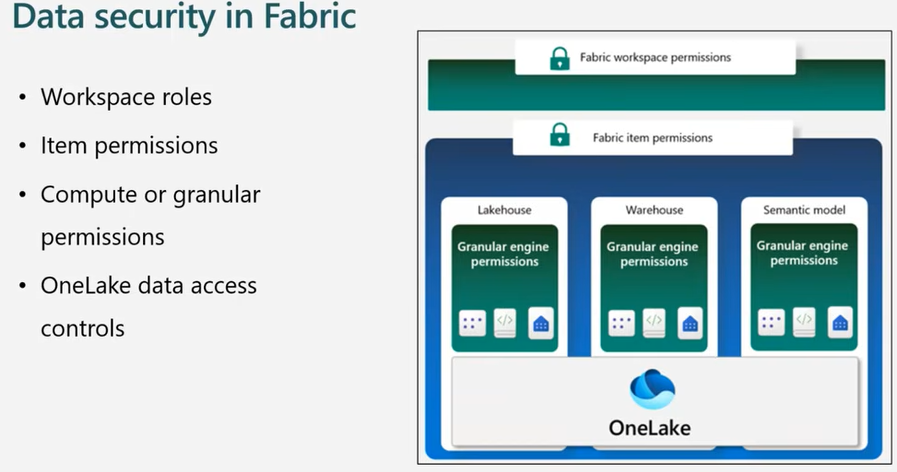 Data security in Fabric
• Workspace roles
• Item permissions
• Compute or granular
permissions
• OneLake data access
controls
Fabric workspace permissions
Fabric item permissions
Lakehouse
Granular engine
permissions
</>
Warehouse
Granular engine
permissions
</>
Semantic model
Granular engine
permissions
</>
OneLake